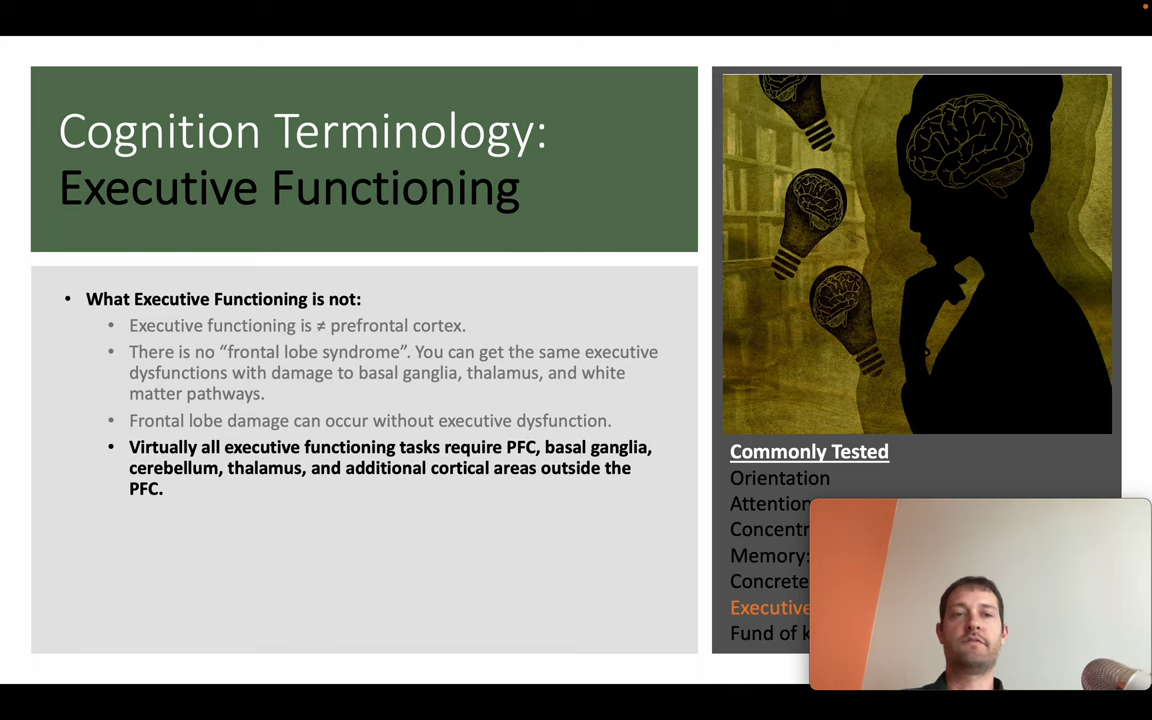 Cognition Terminology:
Executive Functioning
• What Executive Functioning is not:
• Executive functioning is ≠ prefrontal cortex.
• There is no “frontal lobe syndrome”. You can get the same executive
dysfunctions with damage to basal ganglia, thalamus, and white
matter pathways.
• Frontal lobe damage can occur without executive dysfunction.
• Virtually all executive functioning tasks require PFC, basal ganglia,
cerebellum, thalamus, and additional cortical areas outside the
PFC.
Commonly Tested
Orientation
Attention
Memory:
Concrete
Executive
Fund of